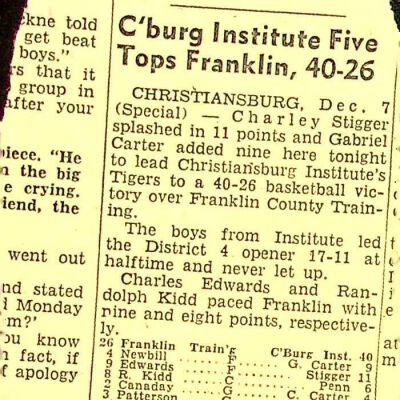 ckne told
get beat
boys."
rs that it
group in
after your
piece. "He
n the big
e crying.
iend, the
went out
nd stated
l Monday
m?'
ou know
n fact, if
f apology
C'burg Institute Five
Tops Franklin, 40-26
CHRISTIANSBURG, Dec. 7
(Special) — Charley Stigger
splashed in 11 points and Gabriel
Carter added nine here tonight
to lead Christiansburg Institute's
Tigers to a 40-26 basketball vic-
tory over Franklin County Train-
ing.
The boys from Institute led
the District 4 opener 17-11 at
halftime and never let up.
Charles Edwards and Ran-
dolph Kidd paced Franklin with
nine and eight points, respective-
ly.
26 Franklin Train'g C'Burg Inst. 40
4 Newbill F G. Carter 9
9 Edwards F Stigger 11
8 R. Kidd C Penn 6
2 Canaday G C. Carter 4
3 Patterson
at
m